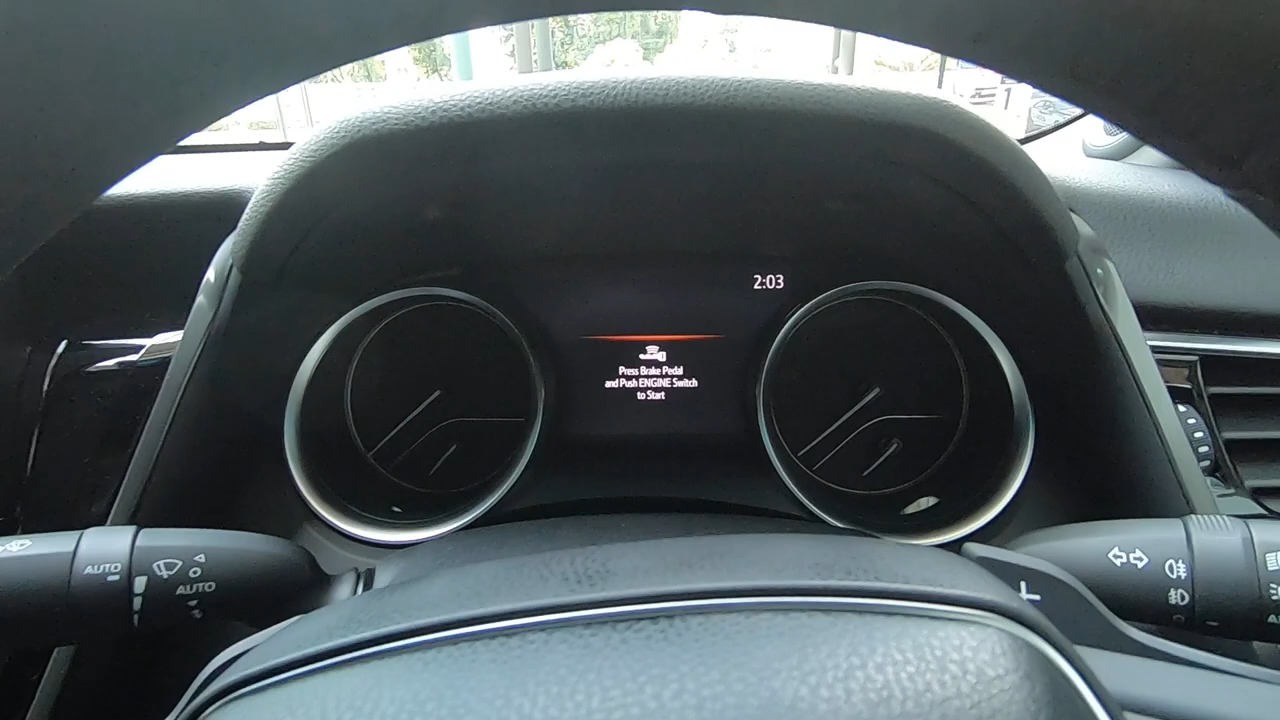 2:03
Press Brake Pedal
and Push ENGINE Switch
to Start
AUTO
AUTO